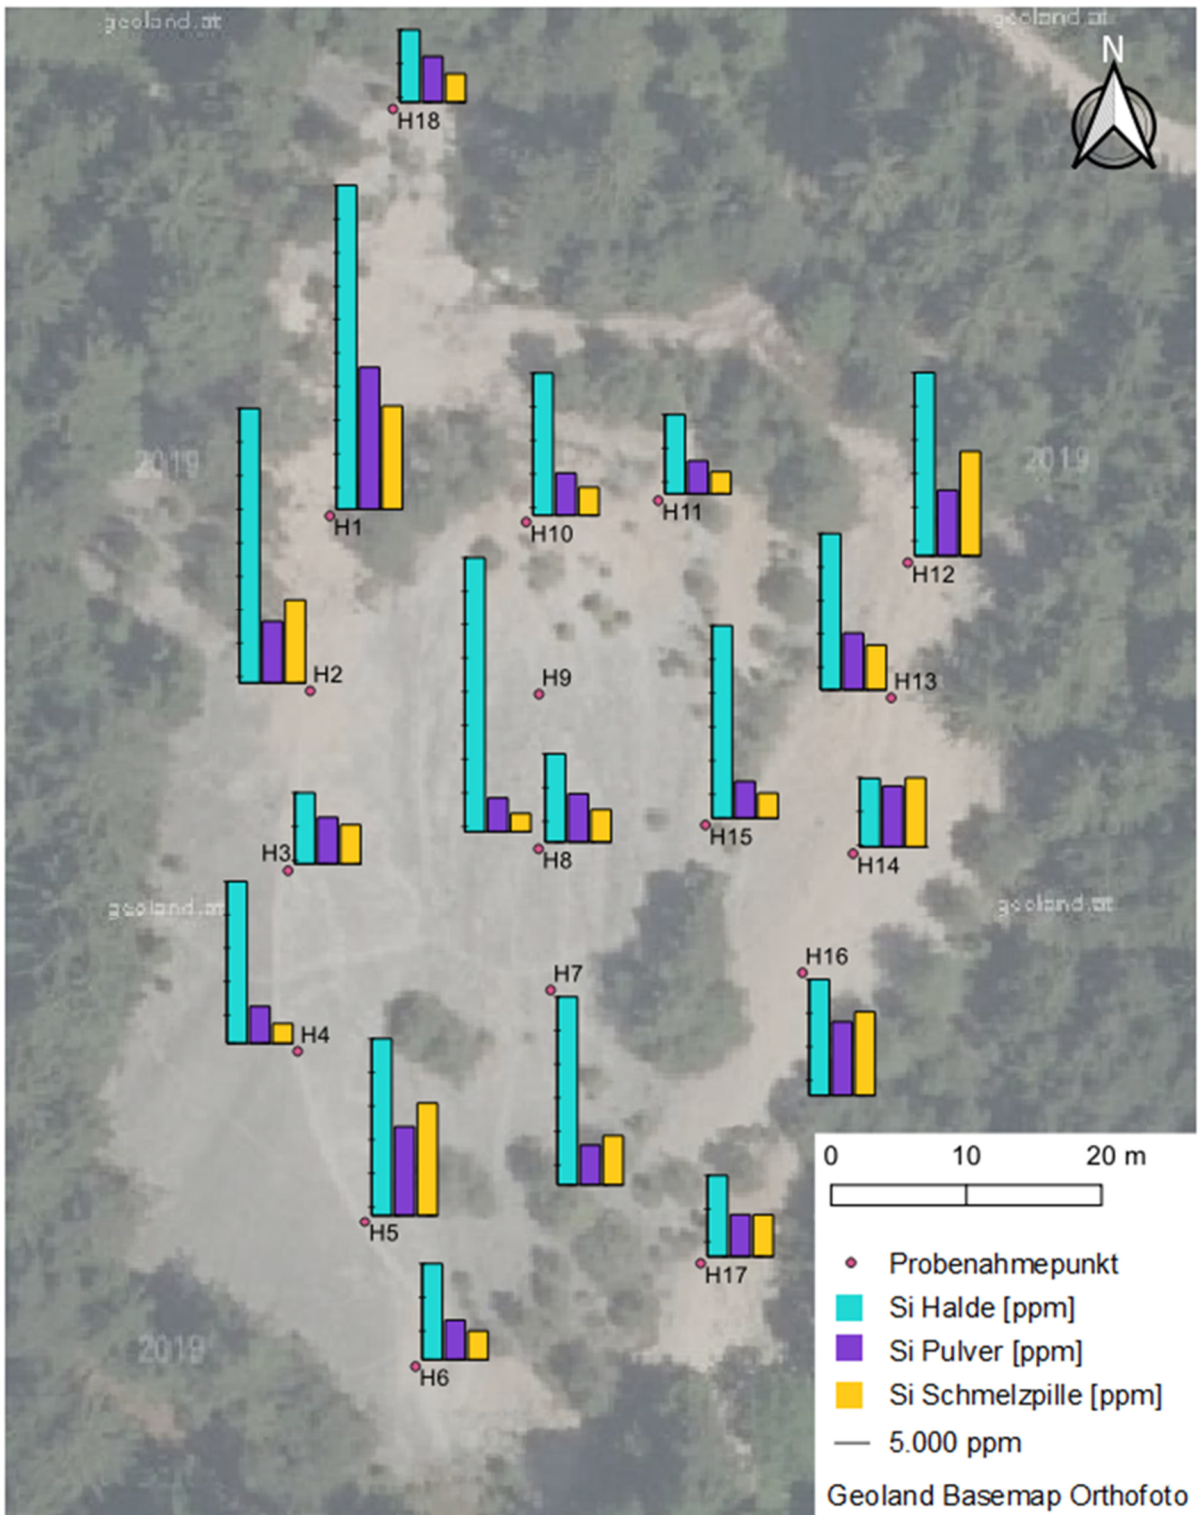 geoland.at
geoland.at
N
H18
2019
2019
H1
H10
H11
H12
H2
H9
H13
H3
H8
H15
H14
geoland.at
geoland.at
H16
H7
H4
H5
H17
H6
2019
0 10 20 m
Probenahmepunkt
Si Halde [ppm]
Si Pulver [ppm]
Si Schmelzpille [ppm]
5.000 ppm
Geoland Basemap Orthofoto